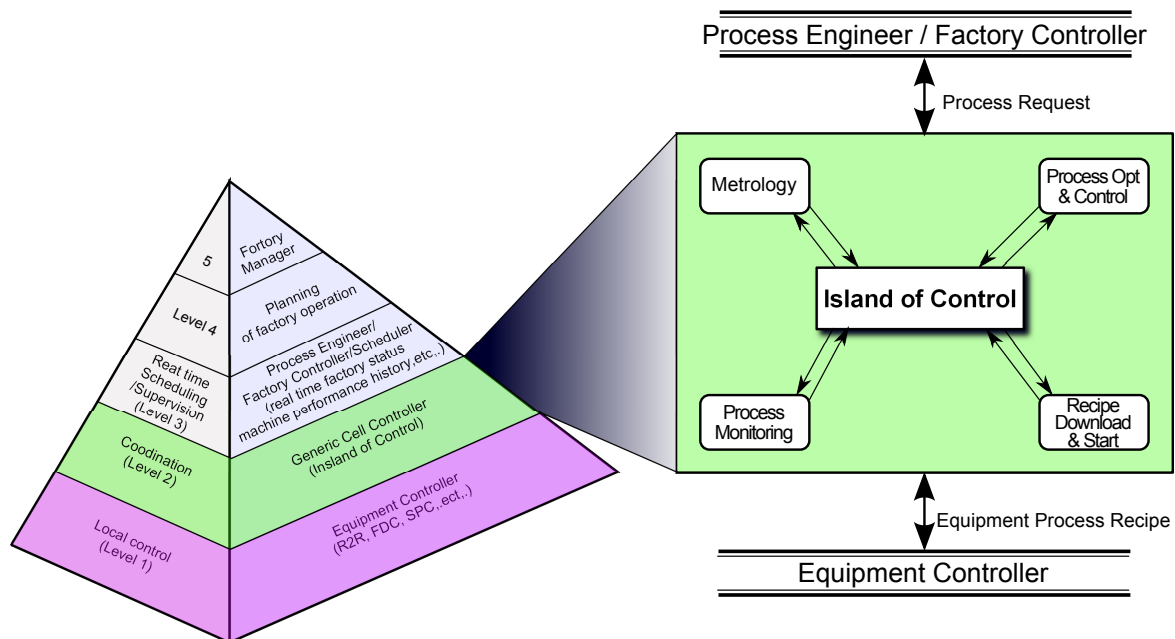 5
Fortory
Manager
Level 4
Planning
of factory operation
Reat time
Scheduling
/Supervision
(Level 3)
Process Engineer/
Factory Controller/Scheduler
(real time factory status
machine performance history,etc,.)
Coodination
(Level 2)
Generic Cell Controller
(Insland of Control)
Local control
(Level 1)
Equipment Controller
(R2R, FDC, SPC,.ect,.)
Process Engineer / Factory Controller
Process Request
Metrology
Process Opt
& Control
Island of Control
Process
Monitoring
Recipe
Download
& Start
Equipment Process Recipe
Equipment Controller